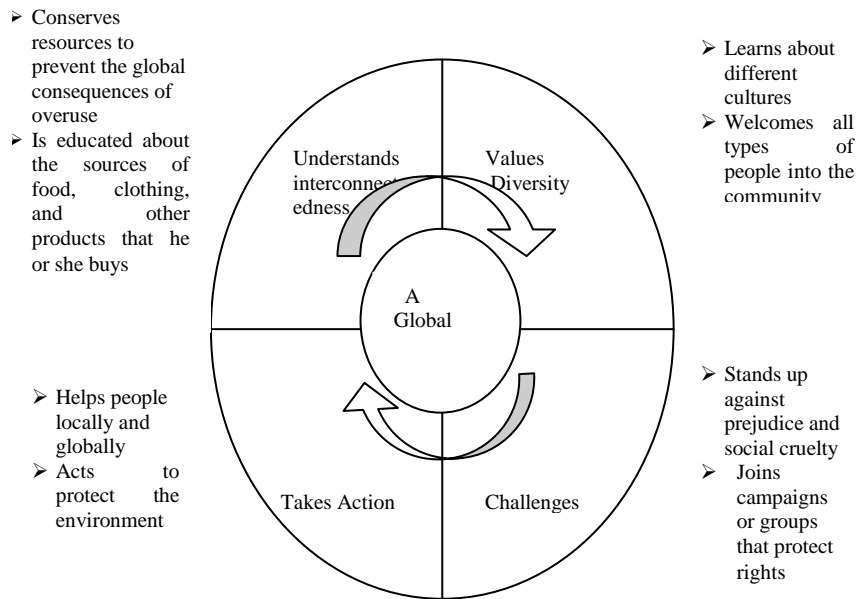 Conserves
resources to
prevent the global
consequences of
overuse
Is educated about
the sources of
food, clothing,
and other
products that he
or she buys
Understands
interconnect
edness
Values
Diversity
Learns about
different
cultures
Welcomes all
types of
people into the
community
A
Global
Helps people
locally and
globally
Acts to
protect the
environment
Takes Action
Challenges
Stands up
against
prejudice and
social cruelty
Joins
campaigns
or groups
that protect
rights